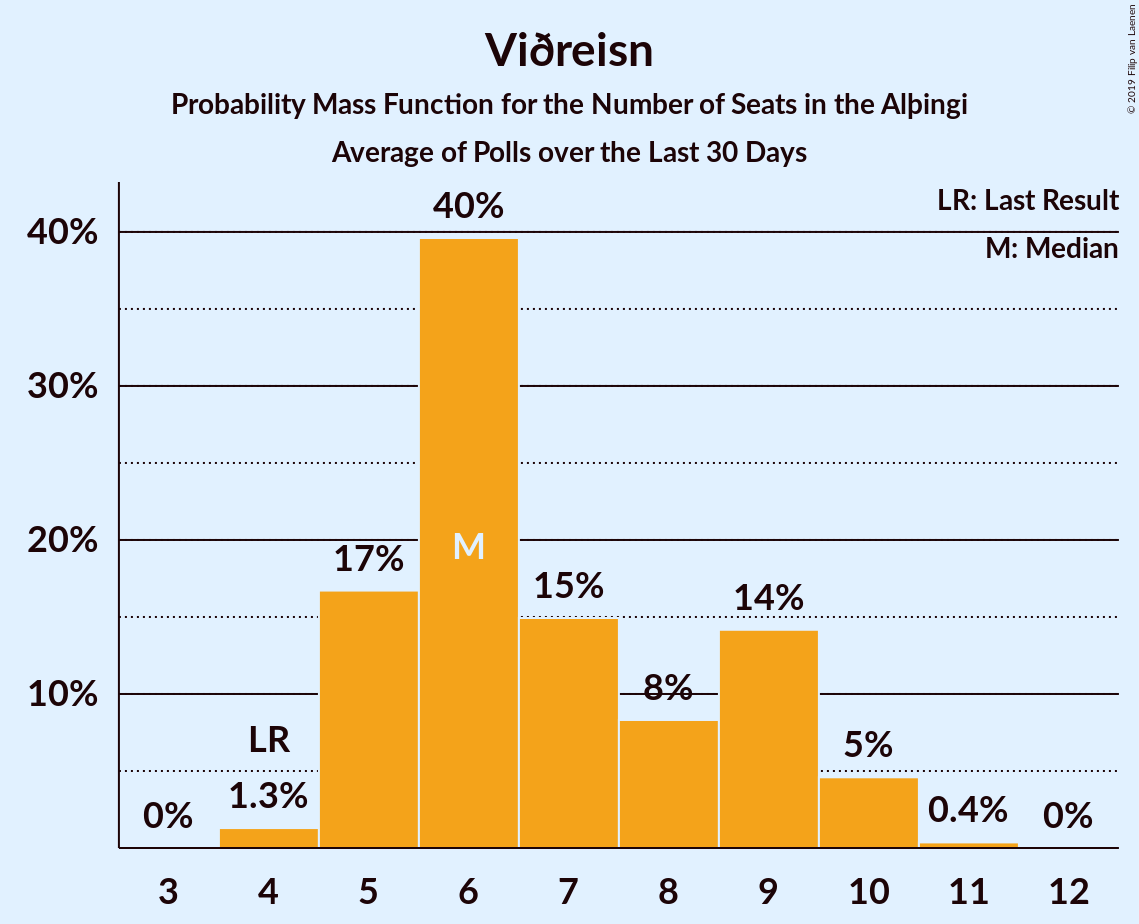 Viðreisn
Probability Mass Function for the Number of Seats in the Alþingi
Average of Polls over the Last 30 Days
© 2019 Filip van Laenen
LR: Last Result
M: Median
40%
30%
20%
10%
0%
LR
1.3%
17%
40%
M
15%
8%
14%
5%
0.4%
0%
3 4 5 6 7 8 9 10 11 12